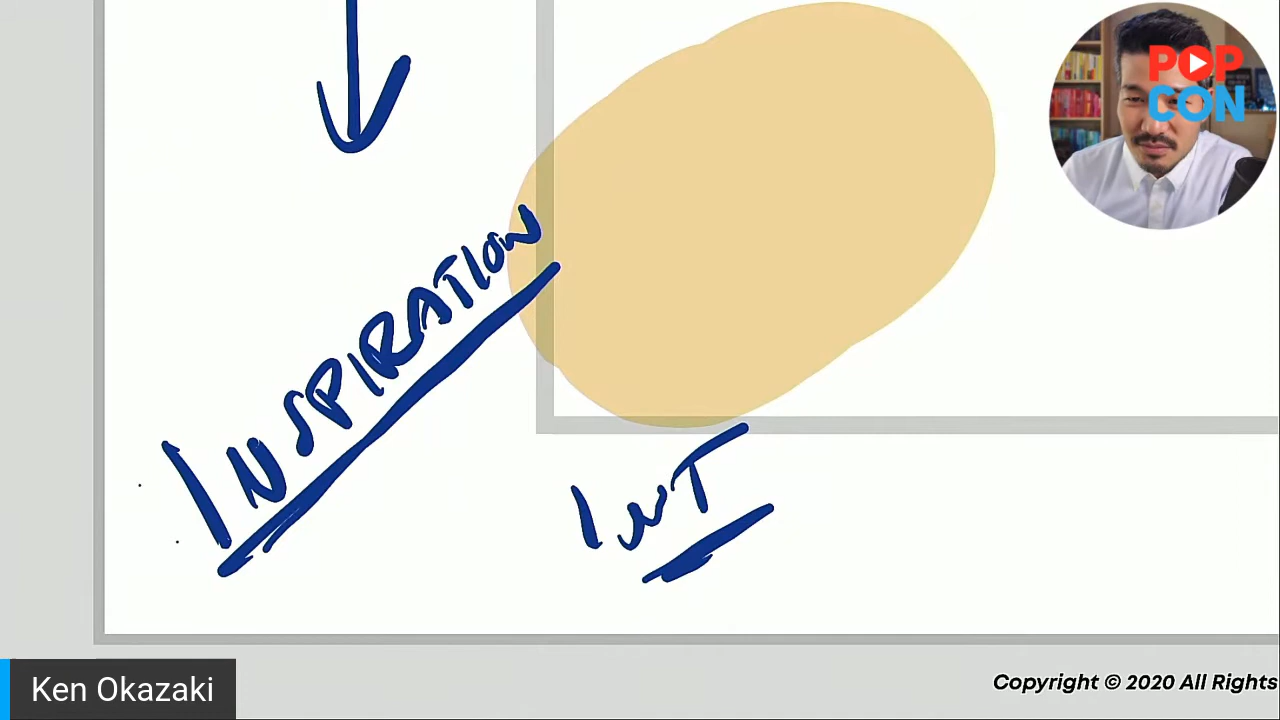 POP
CON
INSPIRATION
INT
Ken Okazaki
Copyright © 2020 All Rights